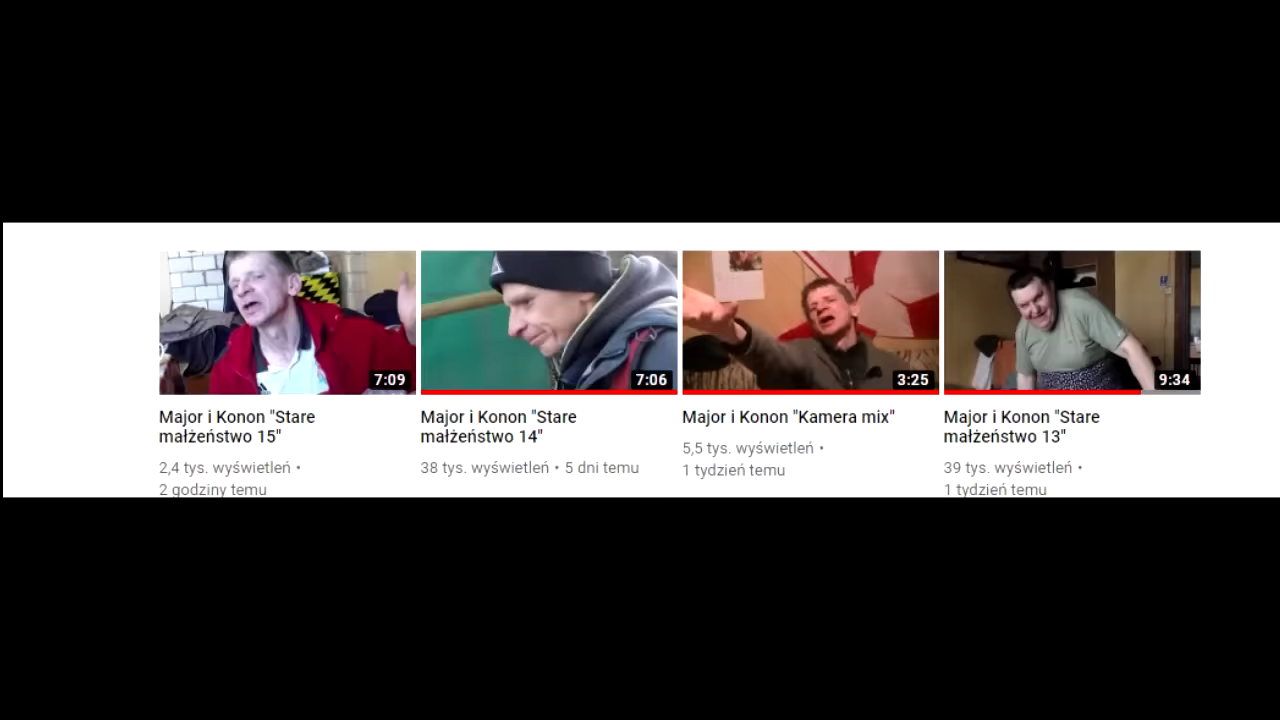 7:09
7:06
3:25
9:34
Major i Konon "Stare
małżeństwo 15"
2,4 tys. wyświetleń •
2 godziny temu
Major i Konon "Stare
małżeństwo 14"
38 tys. wyświetleń • 5 dni temu
Major i Konon "Kamera mix"
5,5 tys. wyświetleń •
1 tydzień temu
Major i Konon "Stare
małżeństwo 13"
39 tys. wyświetleń •
1 tydzień temu